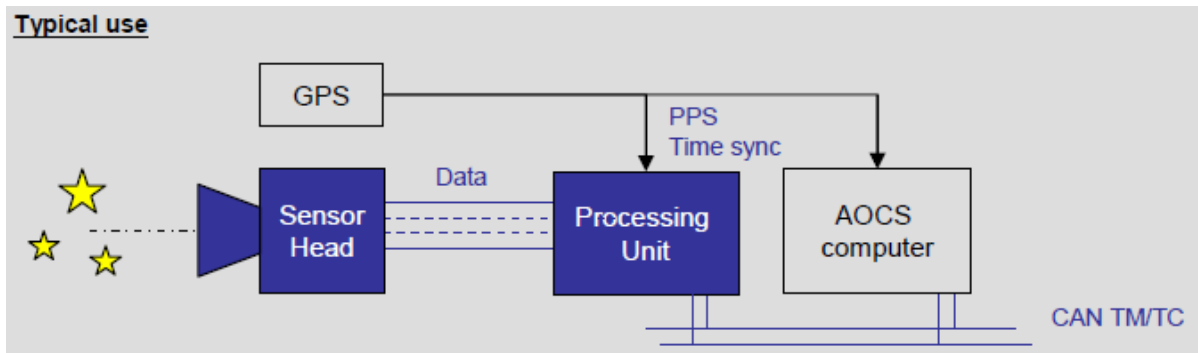 Typical use
GPS
PPS
Time sync
Data
Sensor
Head
Processing
Unit
AOCS
computer
CAN TM/TC